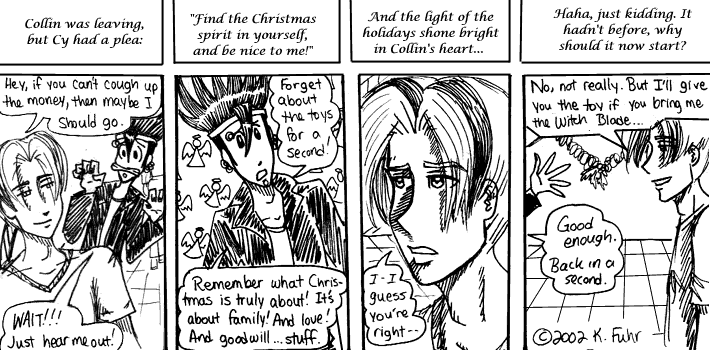 Collin was leaving,
but Cy had a plea:
Hey, if you can't cough up
the money, then maybe I
should go.
WAIT!!!
Just hear me out!
"Find the Christmas
spirit in yourself,
and be nice to me!"
Forget
about
the toys
for a
second!
Remember what Chris-
tmas is truly about! It's
about family! And love!
And goodwill...stuff.
And the light of the
holidays shone bright
in Collin's heart...
I-I
guess
you're
right--
Haha, just kidding. It
hadn't before, why
should it now start?
No, not really. But I'll give
you the toy if you bring me
the Witch Blade...
Good
enough.
Back in a
second.
©2002 K. Fuhr